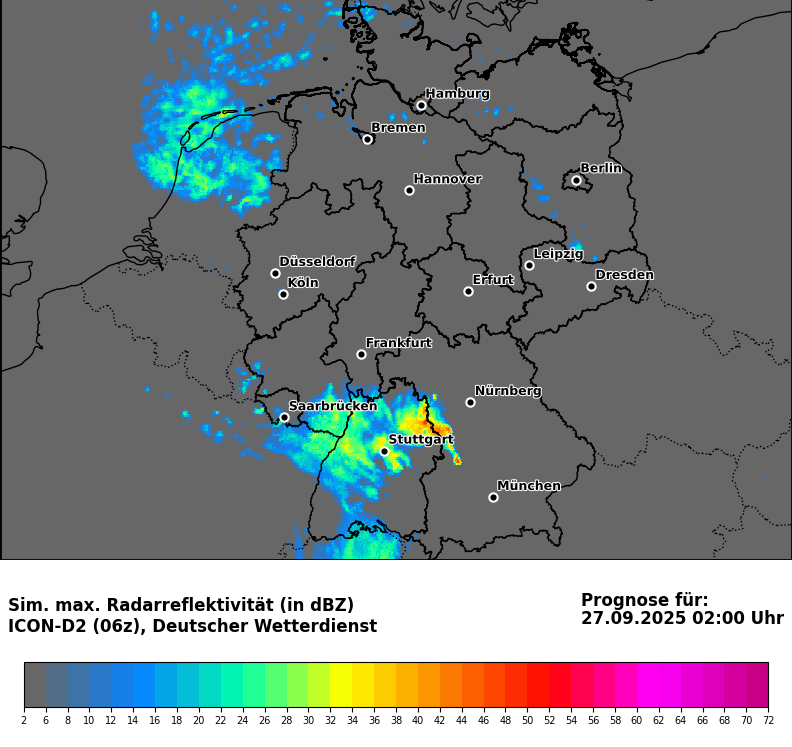 Hamburg
Bremen
Berlin
Hannover
Leipzig
Düsseldorf
Dresden
Köln
Erfurt
Frankfurt
Nürnberg
Saarbrücken
Stuttgart
München
Sim. max. Radarreflektivität (in dBZ)
ICON-D2 (06z), Deutscher Wetterdienst
Prognose für:
27.09.2025 02:00 Uhr
2 6 8 10 12 14 16 18 20 22 24 26 28 30 32 34 36 38 40 42 44 46 48 50 52 54 56 58 60 62 64 66 68 70 72